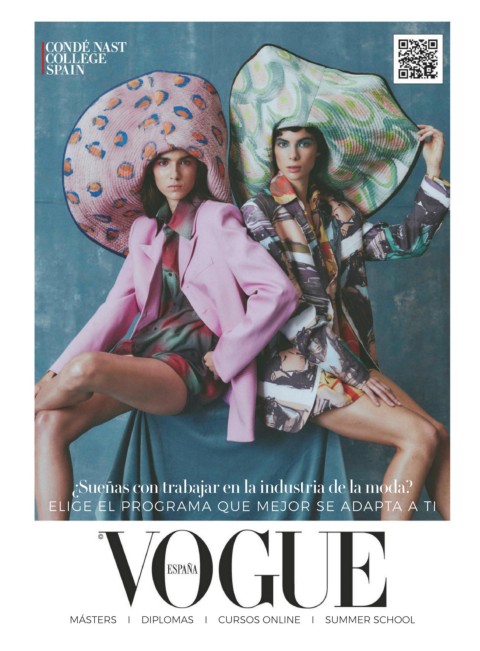 CONDÉ NAST
COLLEGE
SPAIN
¿Sueñas con trabajar en la industria de la moda?
ELIGE EL PROGRAMA QUE MEJOR SE ADAPTA A TI
©
VOGUE
ESPAÑA
MÁSTERS | DIPLOMAS | CURSOS ONLINE | SUMMER SCHOOL